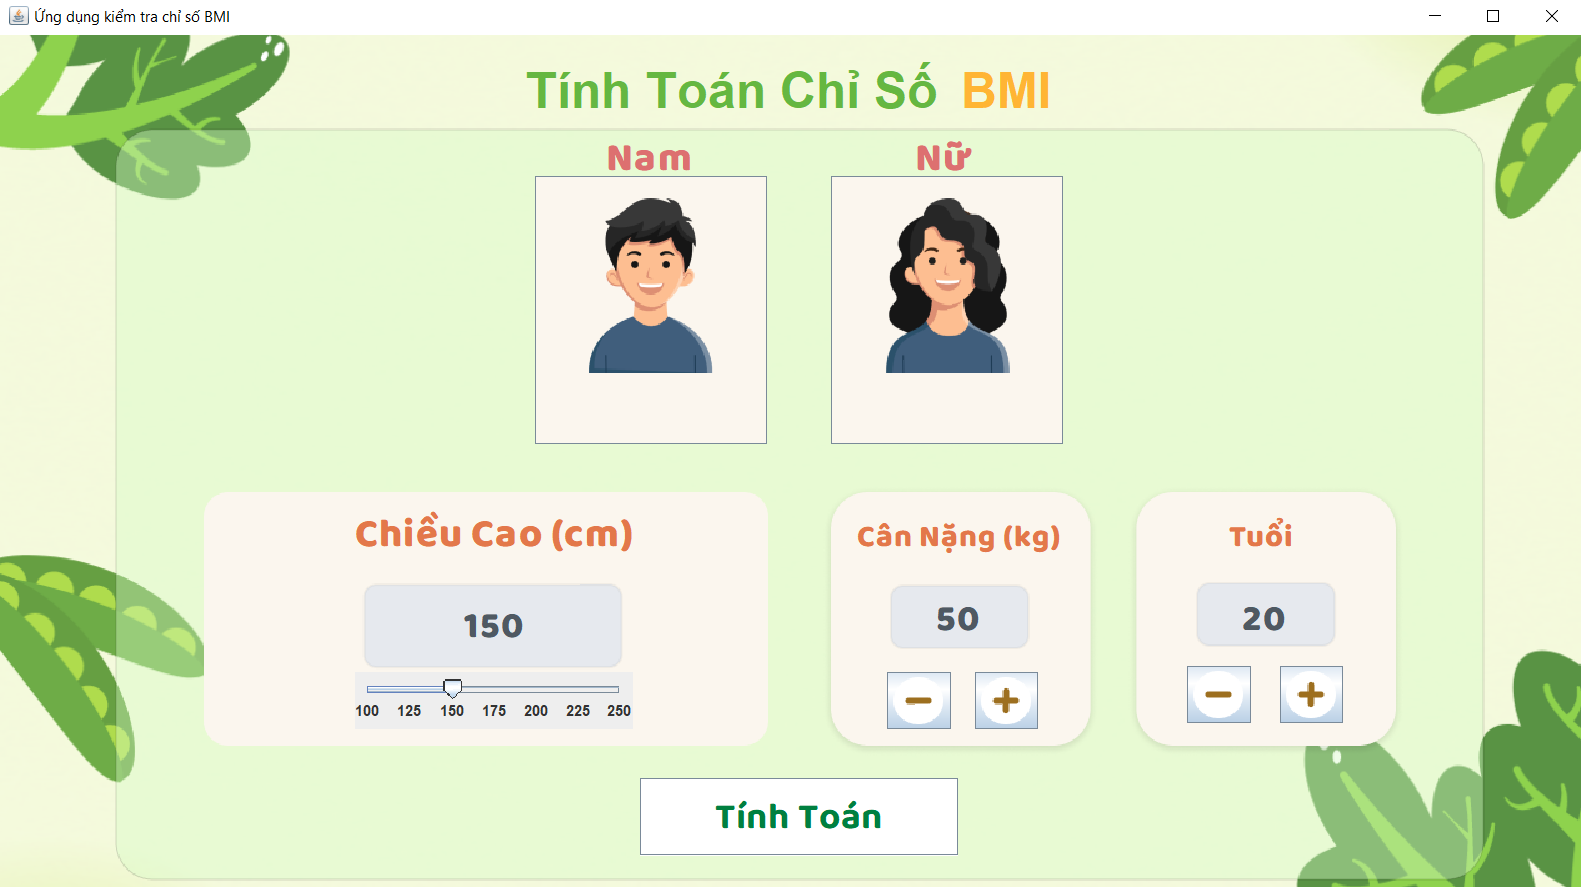 Ứng dụng kiểm tra chỉ số BMI
Tính Toán Chỉ Số BMI
Nam
Nữ
Chiều Cao (cm)
150
100 125 150 175 200 225 250
Cân Nặng (kg)
50
Tuổi
20
Tính Toán